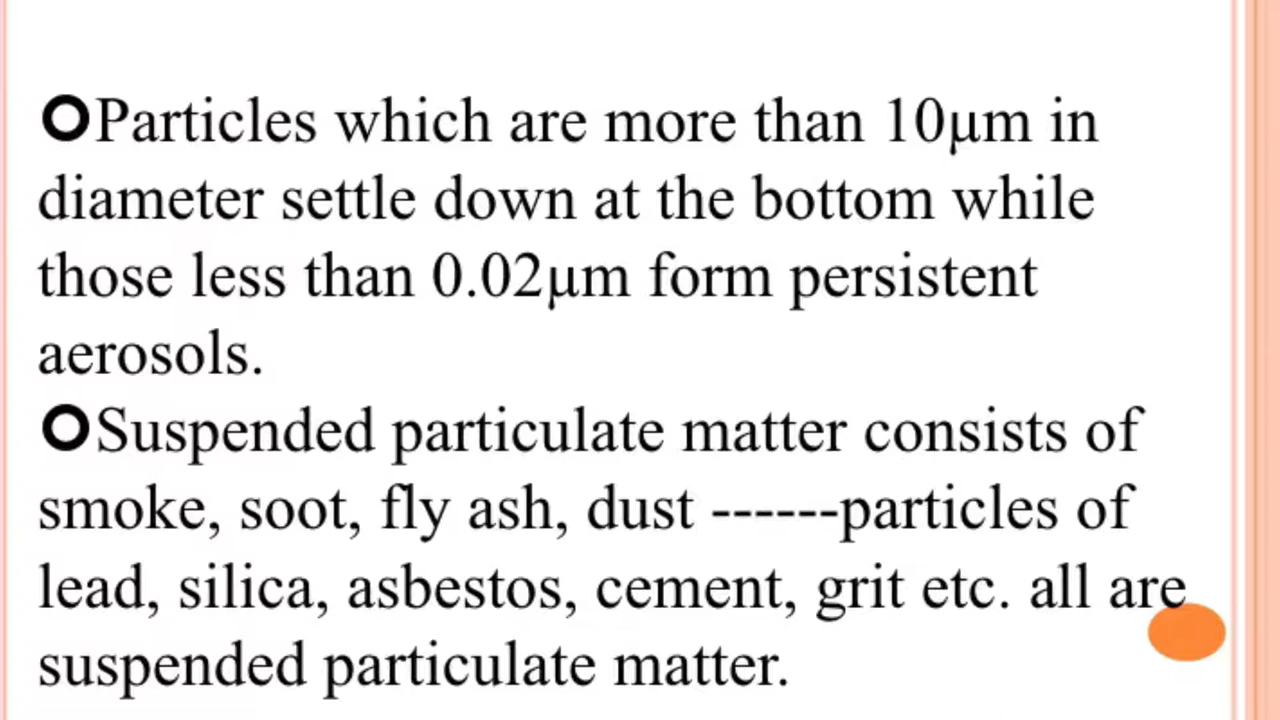 Particles which are more than 10μm in
diameter settle down at the bottom while
those less than 0.02μm form persistent
aerosols.
Suspended particulate matter consists of
smoke, soot, fly ash, dust ------particles of
lead, silica, asbestos, cement, grit etc. all are
suspended particulate matter.